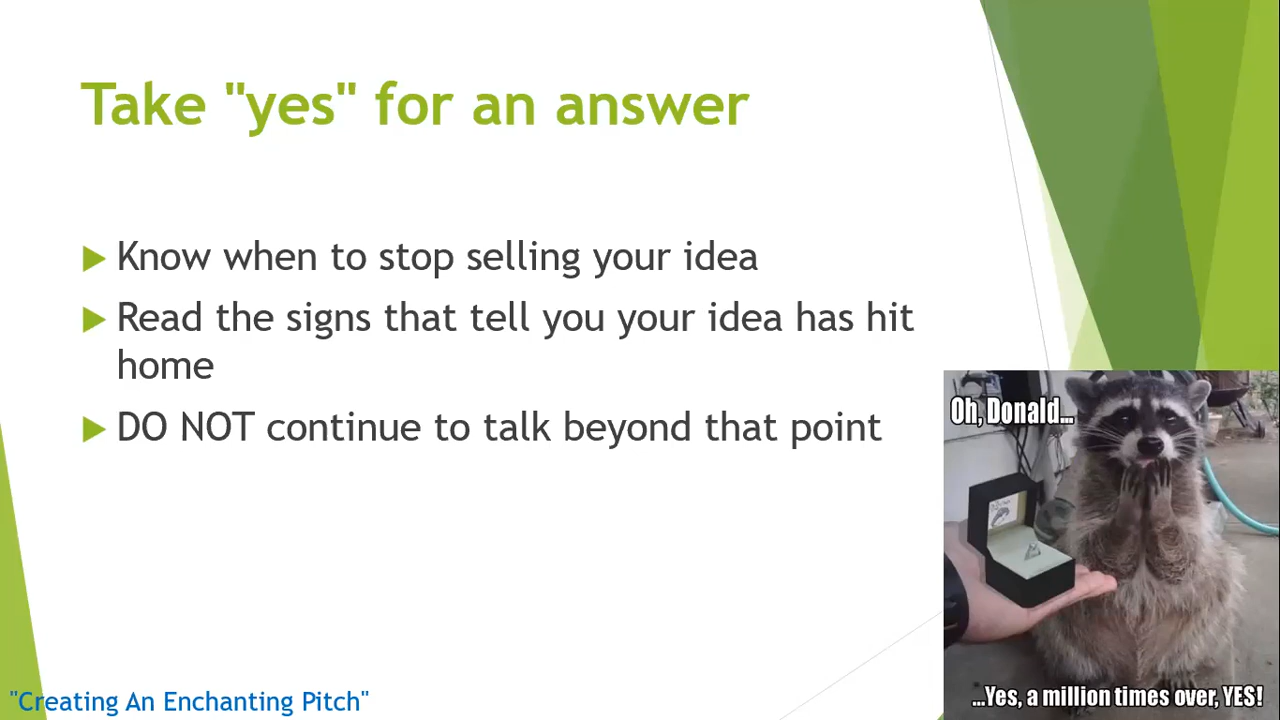 Take "yes" for an answer
Know when to stop selling your idea
Read the signs that tell you your idea has hit
home
DO NOT continue to talk beyond that point
Oh, Donald...
...Yes, a million times over, YES!
"Creating An Enchanting Pitch"